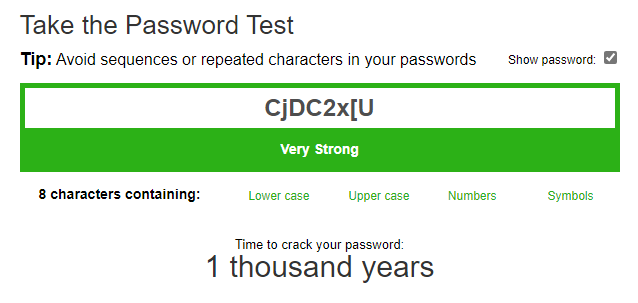 Take the Password Test
Tip: Avoid sequences or repeated characters in your passwords
Show password:
CjDC2x[U
Very Strong
8 characters containing:
Lower case
Upper case
Numbers
Symbols
Time to crack your password:
1 thousand years